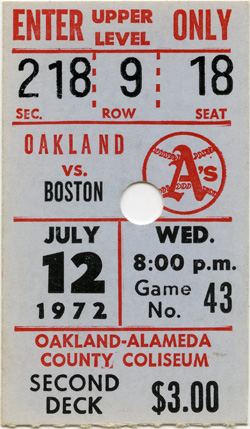 ENTER UPPER LEVEL ONLY
218 9 18
SEC. ROW SEAT
OAKLAND
VS.
BOSTON
A's
JULY
12
1972
WED.
8:00 p.m.
Game No. 43
OAKLAND-ALAMEDA
COUNTY COLISEUM
SECOND DECK
$3.00